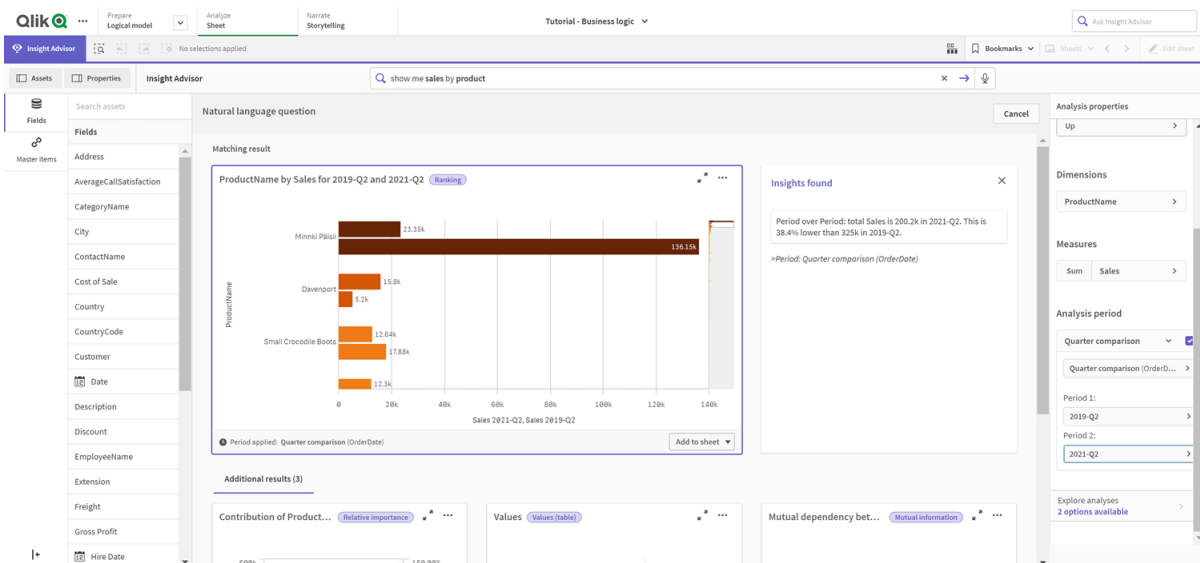 Qlik
Prepare
Logical model
Analyze
Sheet
Narrate
Storytelling
Tutorial - Business logic
Ask Insight Advisor
Insight Advisor
No selections applied
Bookmarks
Sheets
Edit sheet
Assets
Properties
Insight Advisor
show me sales by product
Fields
Master items
Search assets
Fields
Address
AverageCallSatisfaction
CategoryName
City
ContactName
Cost of Sale
Country
CountryCode
Customer
Date
Description
Discount
EmployeeName
Extension
Freight
Gross Profit
Hire Date
Natural language question
Cancel
Matching result
ProductName by Sales for 2019-Q2 and 2021-Q2
Ranking
ProductName
Minnki Pälsii
23.35k
136.15k
Davenport
15.8k
5.2k
Small Crocodile Boots
12.64k
17.88k
12.3k
0
20k
40k
60k
80k
100k
120k
140k
Sales 2021-Q2, Sales 2019-Q2
Period applied: Quarter comparison (OrderDate)
Add to sheet
Insights found
Period over Period: total Sales is 200.2k in 2021-Q2. This is
38.4% lower than 325k in 2019-Q2.
>Period: Quarter comparison (OrderDate)
Additional results (3)
Contribution of Product...
Relative importance
Values
Values (table)
Mutual dependency bet...
Mutual information
Analysis properties
Up
Dimensions
ProductName
Measures
Sum
Sales
Analysis period
Quarter comparison
Quarter comparison (OrderD...
Period 1:
2019-Q2
Period 2:
2021-Q2
Explore analyses
2 options available